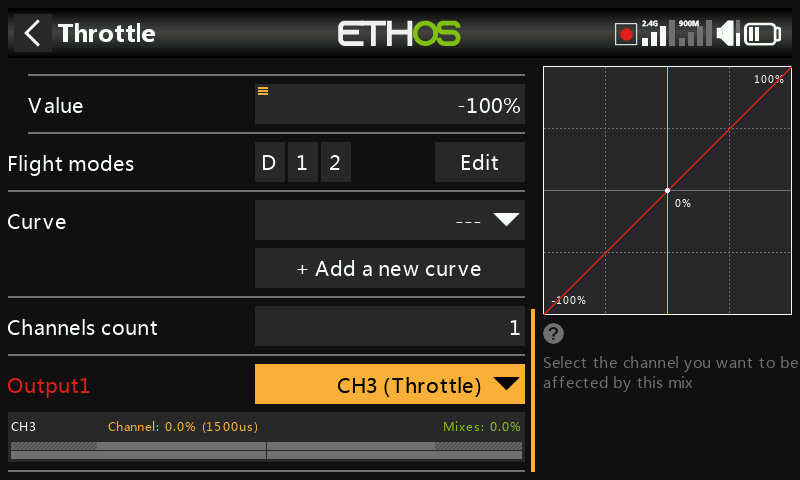 Throttle
ETHOS
2.4G
900M
Value
-100%
Flight modes
D 1 2
Edit
Curve
---
+ Add a new curve
Channels count
1
Output1
CH3 (Throttle)
CH3
Channel: 0.0% (1500us)
Mixes: 0.0%
100%
0%
-100%
?
Select the channel you want to be
affected by this mix